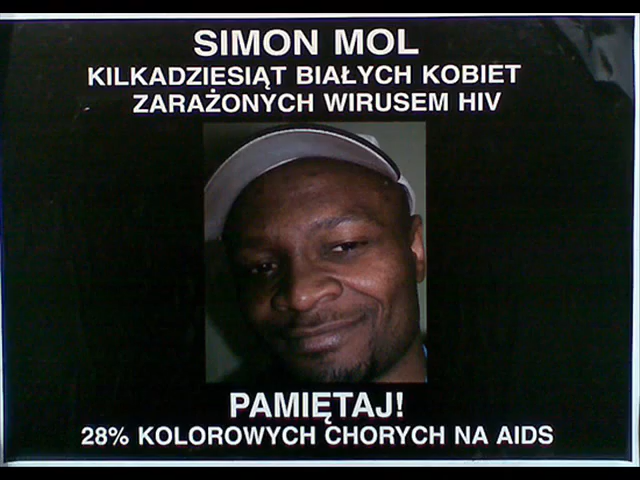 SIMON MOL
KILKADZIESIĄT BIAŁYCH KOBIET
ZARAŻONYCH WIRUSEM HIV
PAMIĘTAJ!
28% KOLOROWYCH CHORYCH NA AIDS